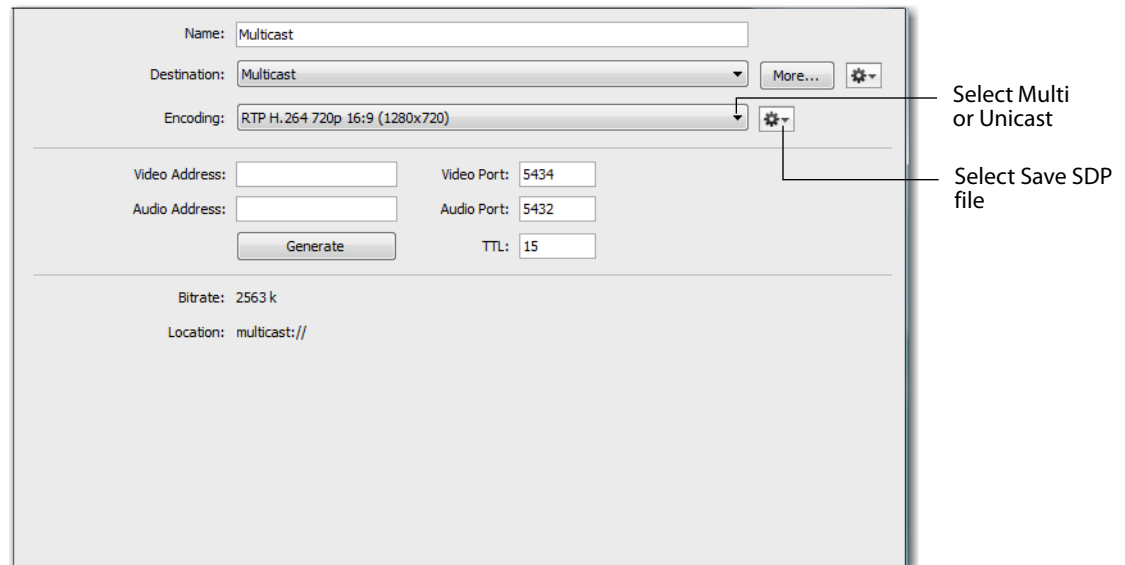 Name: Multicast
Destination: Multicast More...
Encoding: RTP H.264 720p 16:9 (1280x720)
Select Multi
or Unicast
Video Address: Video Port: 5434
Select Save SDP
file
Audio Address: Audio Port: 5432
Generate TTL: 15
Bitrate: 2563 k
Location: multicast://